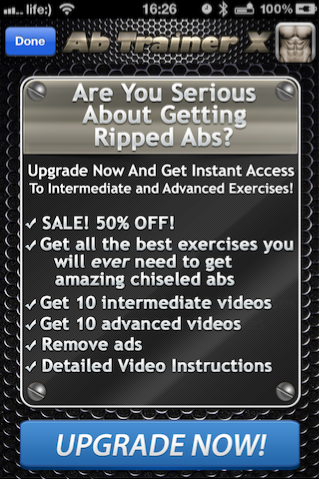 life:) 16:26 100%
Done Ab Trainer X
Are You Serious
About Getting
Ripped Abs?
Upgrade Now And Get Instant Access
To Intermediate and Advanced Exercises!
✓ SALE! 50% OFF!
✓ Get all the best exercises you
will ever need to get
amazing chiseled abs
✓ Get 10 intermediate videos
✓ Get 10 advanced videos
✓ Remove ads
✓ Detailed Video Instructions
UPGRADE NOW!